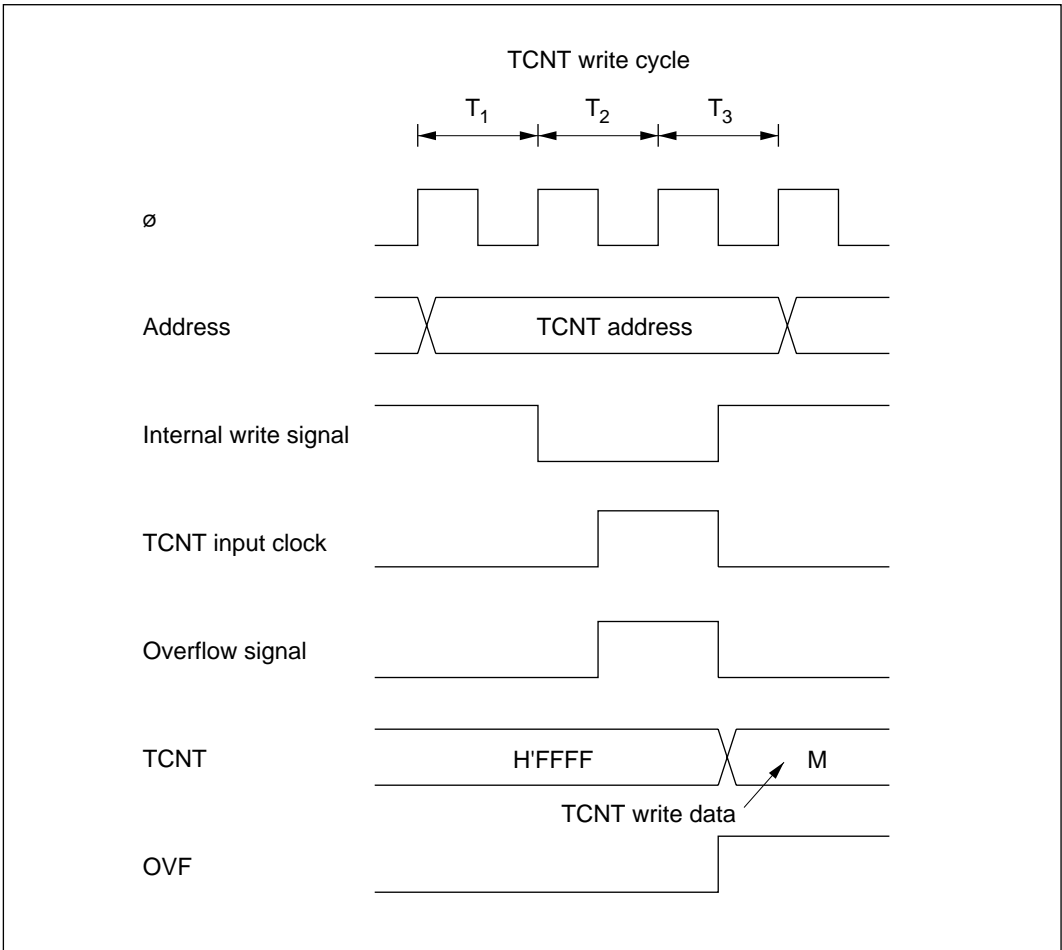 TCNT write cycle
T1 T2 T3
ø
Address
TCNT address
Internal write signal
TCNT input clock
Overflow signal
TCNT
H'FFFF
M
TCNT write data
OVF